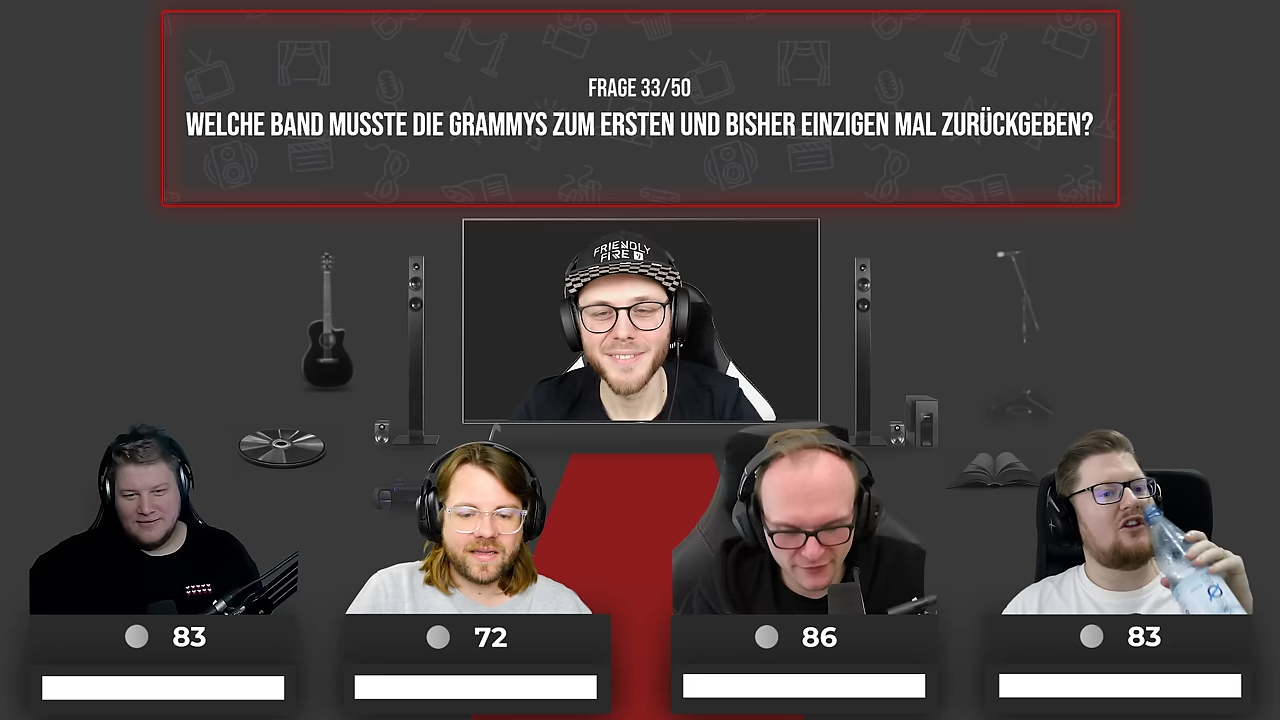 FRAGE 33/50
WELCHE BAND MUSSTE DIE GRAMMYS ZUM ERSTEN UND BISHER EINZIGEN MAL ZURÜCKGEBEN?
FRIENDLY
FIRE 7
83
72
86
83